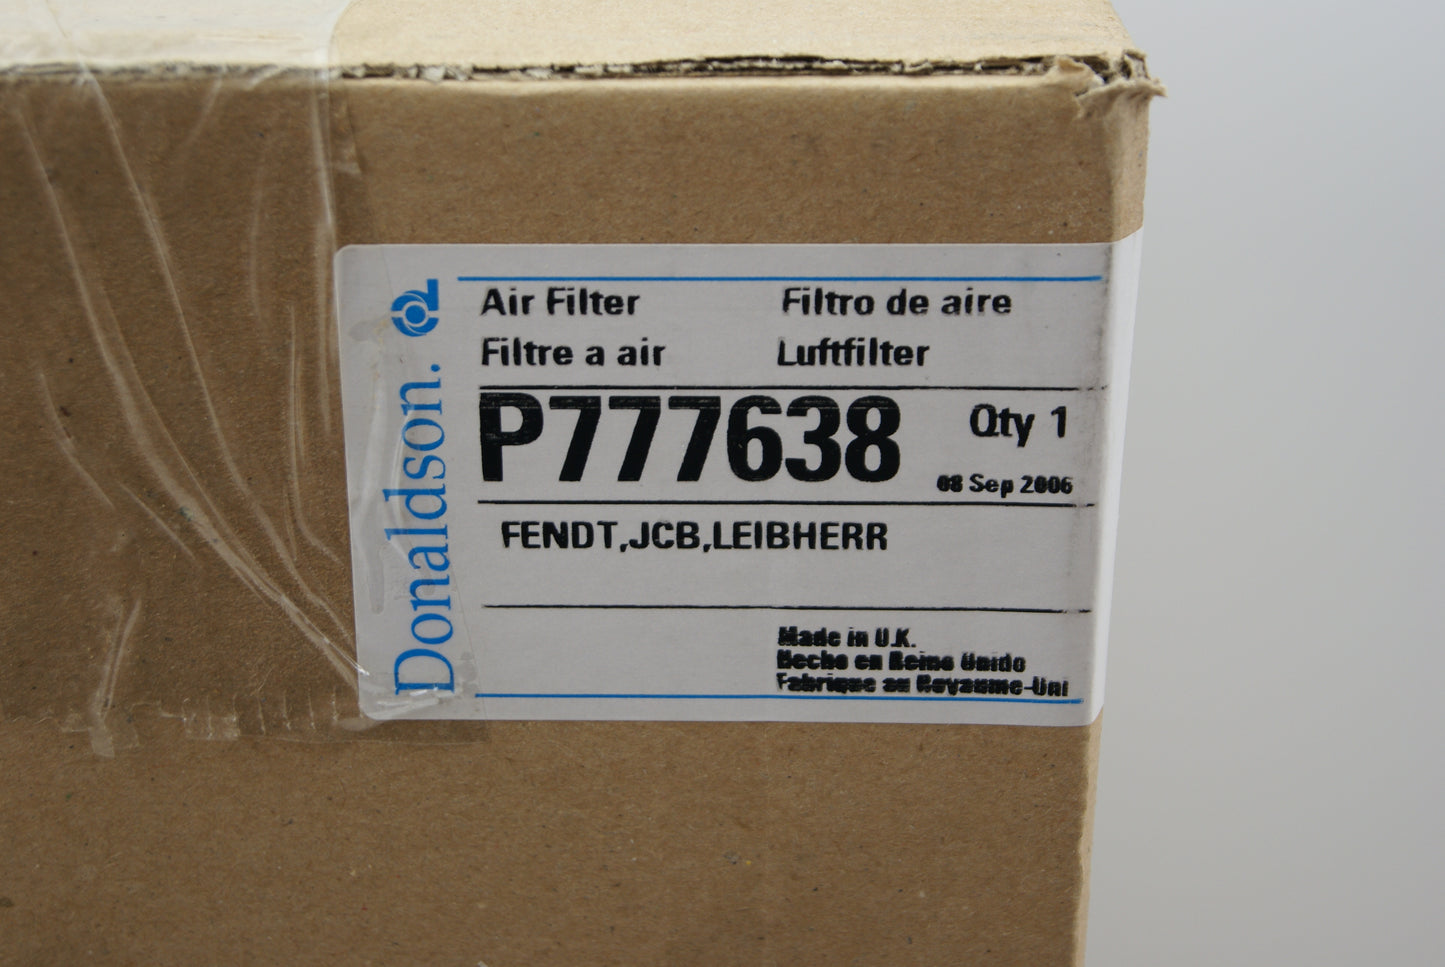 Donaldson.
Air Filter Filtro de aire
Filtre a air Luftfilter
P777638 Qty 1
08 Sep 2006
FENDT,JCB,LEIBHERR
Made in U.K.
Hecho en Reino Unido
Fabrique au Royaume-Uni